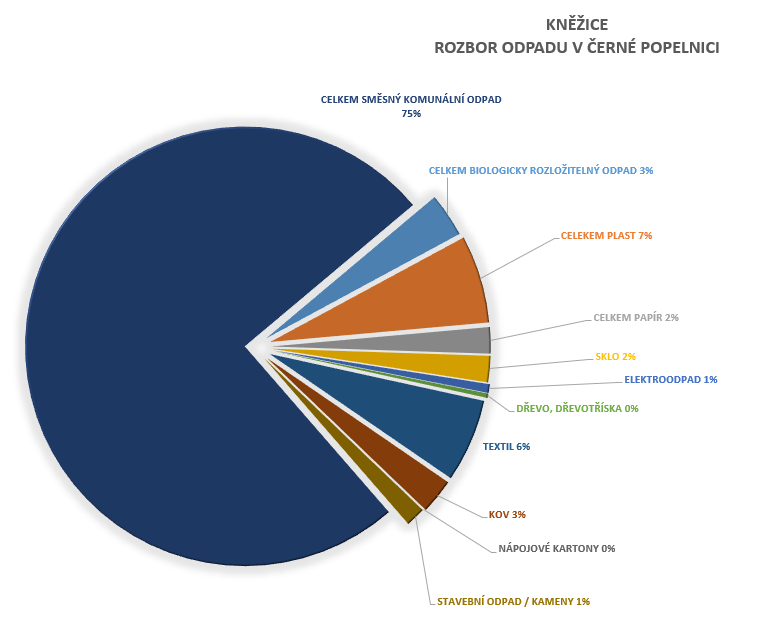 KNĚŽICE
ROZBOR ODPADU V ČERNÉ POPELNICI
CELKEM SMĚSNÝ KOMUNÁLNÍ ODPAD
75%
CELKEM BIOLOGICKY ROZLOŽITELNÝ ODPAD 3%
CELEKEM PLAST 7%
CELKEM PAPÍR 2%
SKLO 2%
ELEKTROODPAD 1%
DŘEVO, DŘEVOTŘÍSKA 0%
TEXTIL 6%
KOV 3%
NÁPOJOVÉ KARTONY 0%
STAVEBNÍ ODPAD / KAMENY 1%